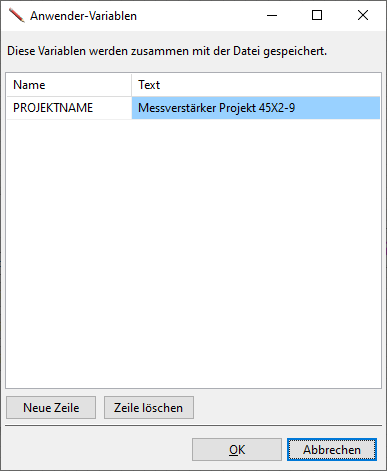 Anwender-Variablen
Diese Variablen werden zusammen mit der Datei gespeichert.
Name Text
PROJEKTNAME Messverstärker Projekt 45X2-9
Neue Zeile Zeile löschen
OK Abbrechen